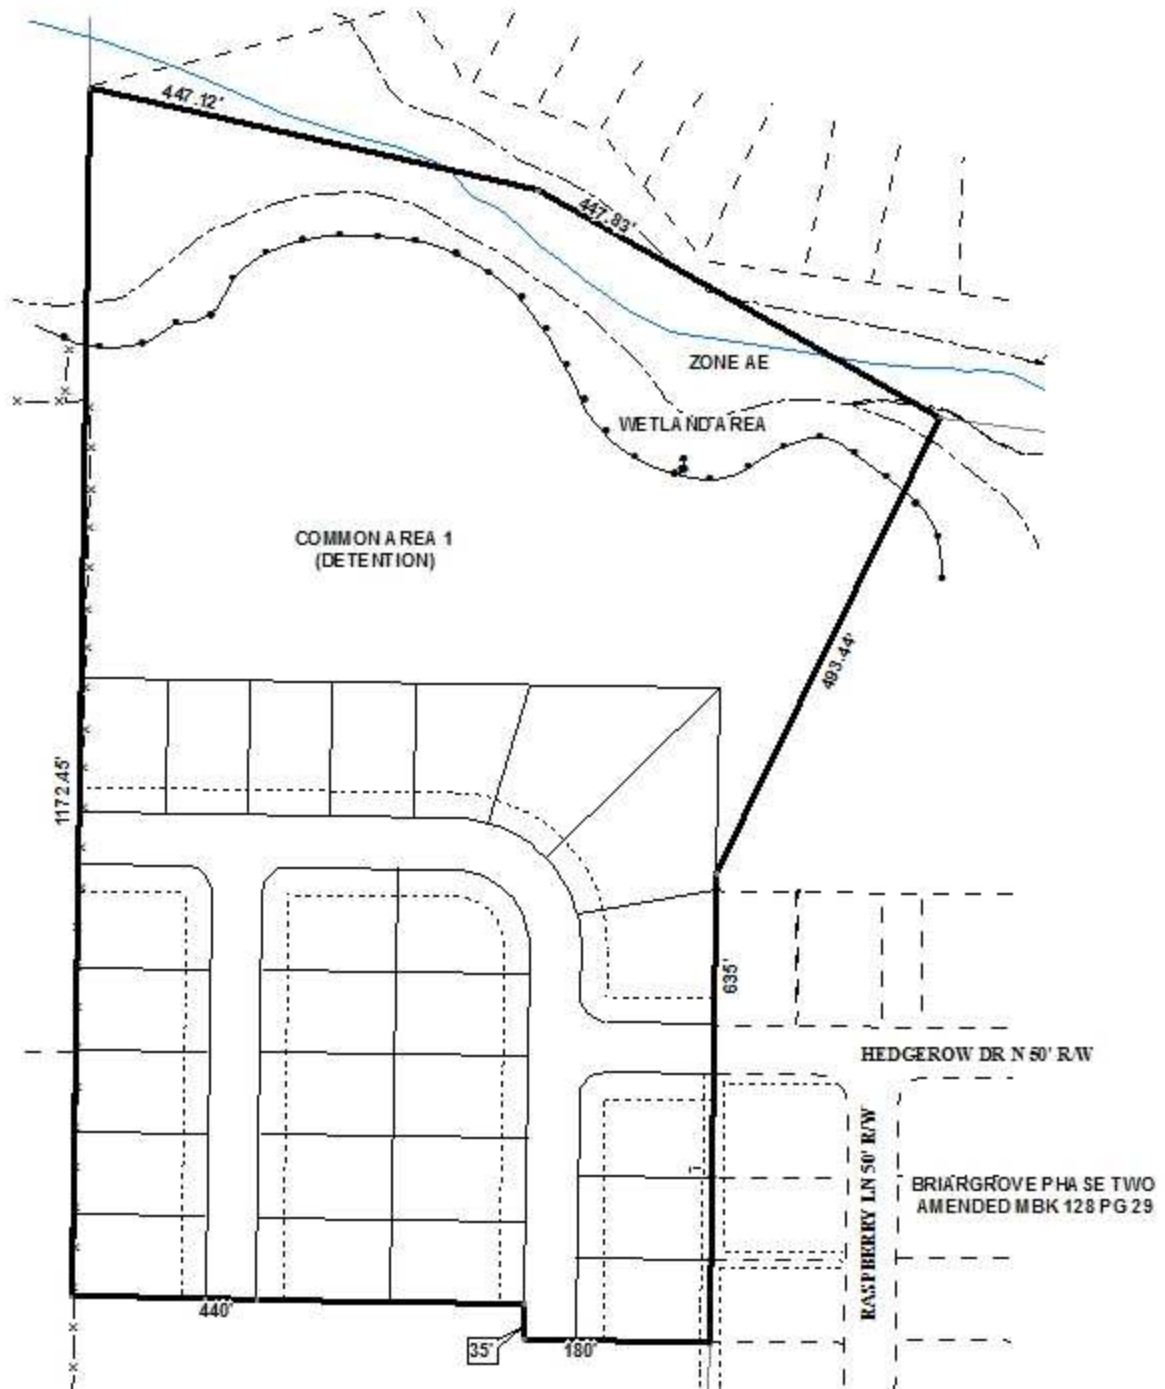 447.12'
447.83'
ZONE AE
WETLAND AREA
COMMON AREA 1
(DETENTION)
493.44'
1172.45'
635'
HEDGEROW DR N 50' R/W
RASPBERRY LN 50' R/W
BRIARGROVE PHASE TWO
AMENDED MBK 128 PG 29
440'
35'
180'